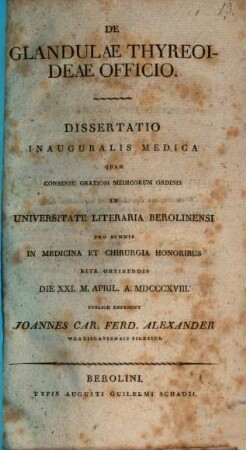 DE
GLANDULAE THYREOI-
DEAE OFFICIO.
DISSERTATIO
INAUGURALIS MEDICA
QUAM
CONSENSU GRATIOSI MEDICORUM ORDINIS
IN
UNIVERSITATE LITERARIA BEROLINENSI
PRO SUMMIS
IN MEDICINA ET CHIRURGIA HONORIBUS
RITE OBTINENDIS
DIE XXI. M. APRIL. A. MDCCCXVIII.
PUBLICE DEFENDET
JOANNES CAR. FERD. ALEXANDER
WRATISLAVIENSIS SILESIUS.
BEROLINI,
TYPIS AUGUSTI GUILELMI SCHADII.